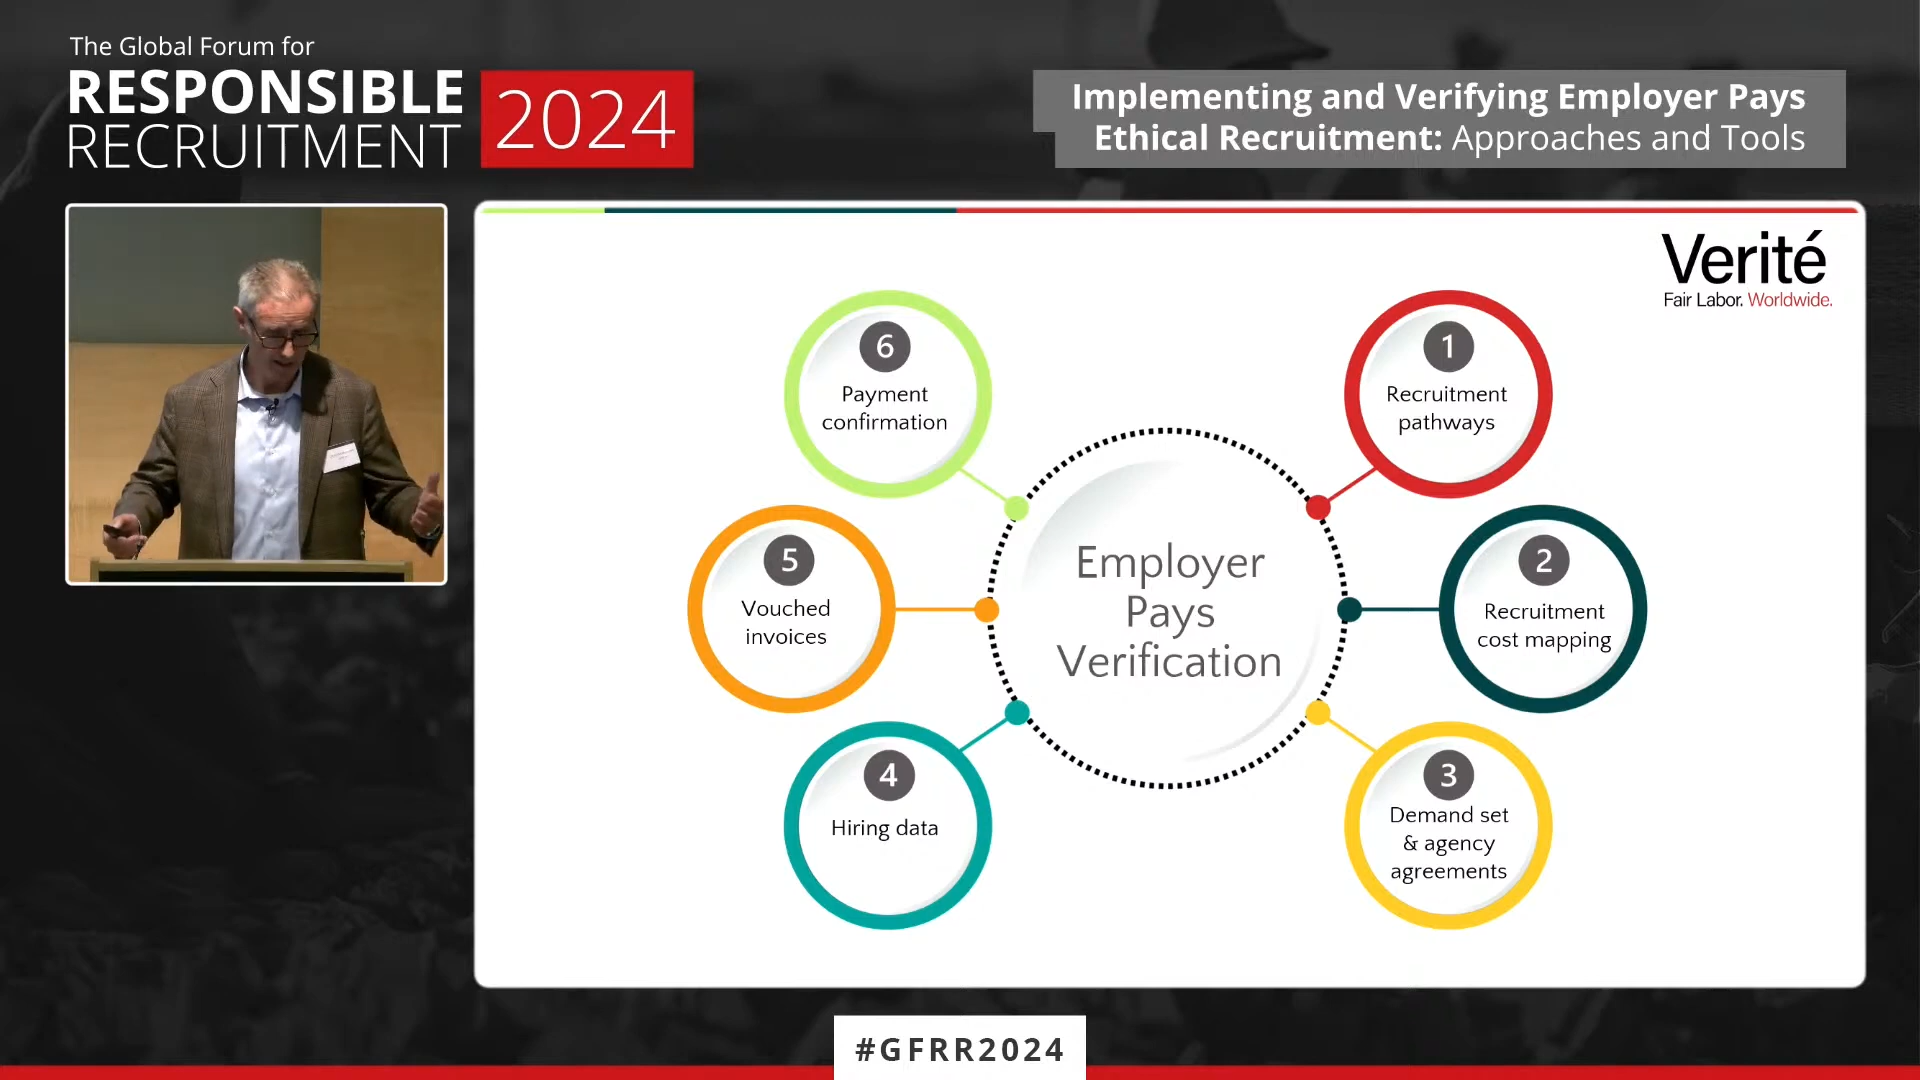 The Global Forum for
RESPONSIBLE
RECRUITMENT
2024
Implementing and Verifying Employer Pays
Ethical Recruitment: Approaches and Tools
Verité
Fair Labor. Worldwide.
1
Recruitment
pathways
2
Recruitment
cost mapping
3
Demand set
& agency
agreements
4
Hiring data
5
Vouched
invoices
6
Payment
confirmation
Employer
Pays
Verification
#GFRR2024